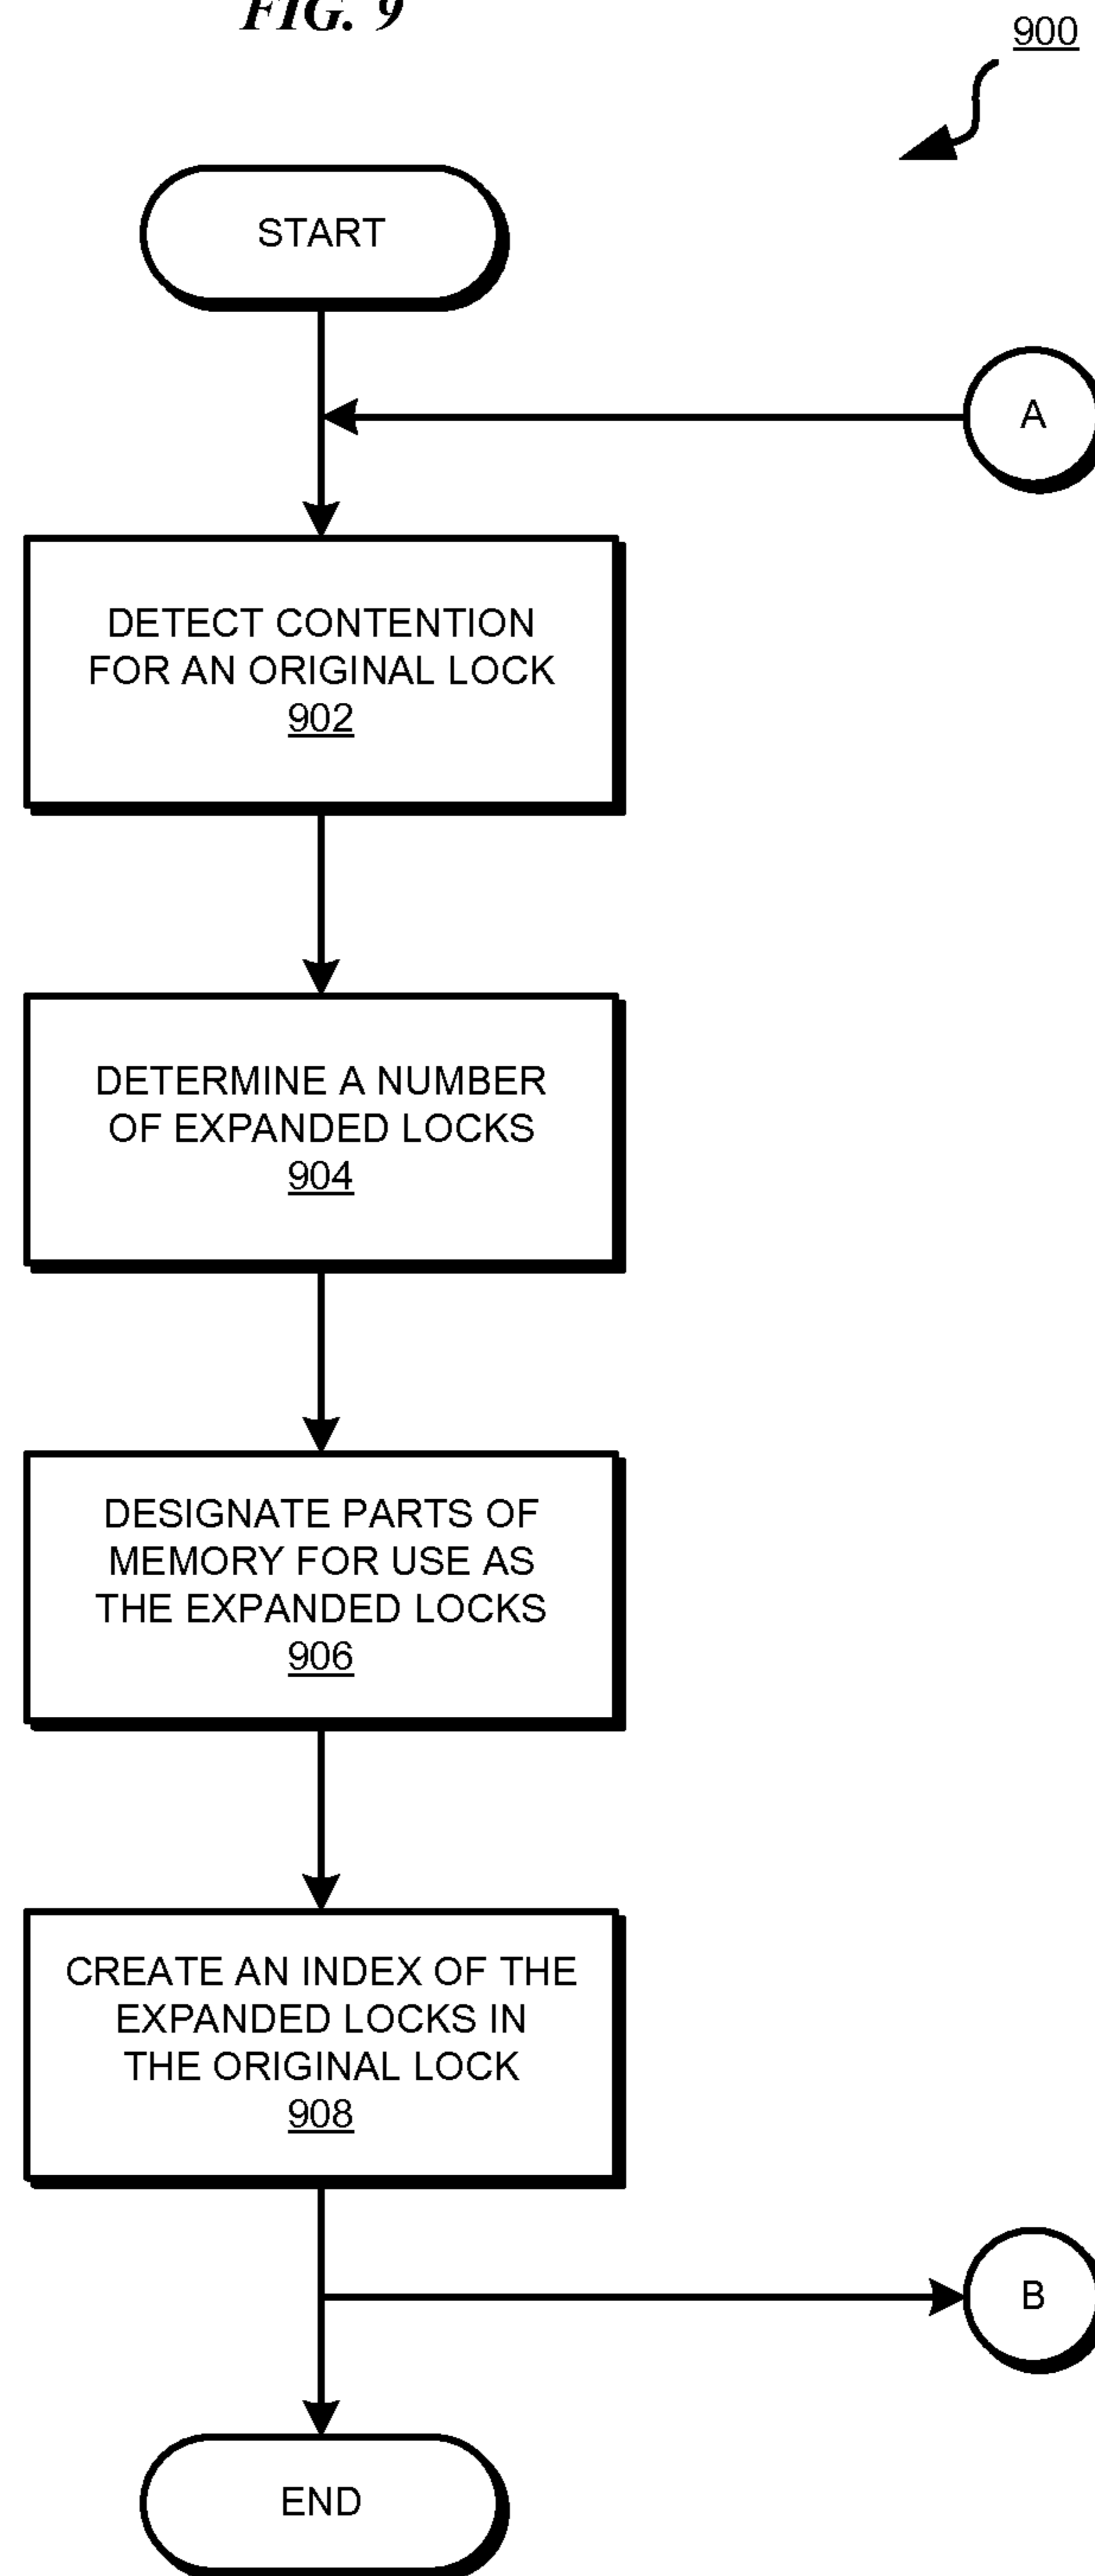 FIG. 9
900
START
A
DETECT CONTENTION
FOR AN ORIGINAL LOCK
902
DETERMINE A NUMBER
OF EXPANDED LOCKS
904
DESIGNATE PARTS OF
MEMORY FOR USE AS
THE EXPANDED LOCKS
906
CREATE AN INDEX OF THE
EXPANDED LOCKS IN
THE ORIGINAL LOCK
908
B
END